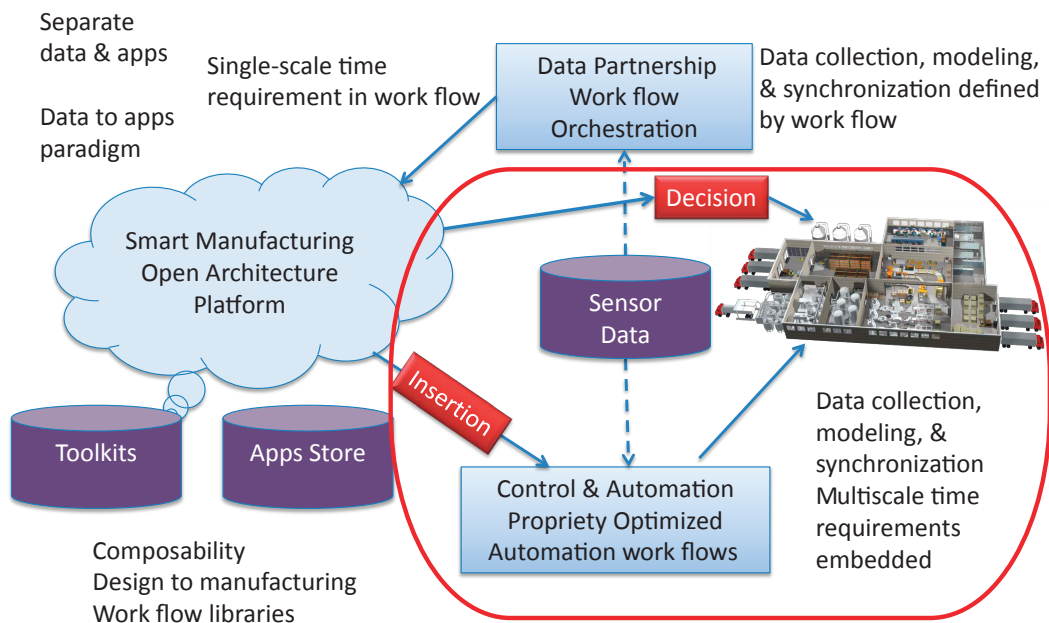 Separate
data & apps
Single-scale time
requirement in work flow
Data to apps
paradigm
Data Partnership
Work flow
Orchestration
Data collection, modeling,
& synchronization defined
by work flow
Decision
Smart Manufacturing
Open Architecture
Platform
Sensor
Data
Insertion
Toolkits
Apps Store
Control & Automation
Propriety Optimized
Automation work flows
Data collection,
modeling, &
synchronization
Multiscale time
requirements
embedded
Composability
Design to manufacturing
Work flow libraries